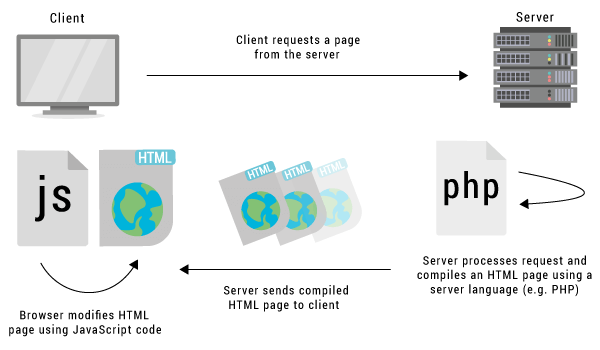 Client
Server
Client requests a page
from the server
js
HTML
HTML
HTML
HTML
php
Server processes request and
compiles an HTML page using a
server language (e.g. PHP)
Server sends compiled
HTML page to client
Browser modifies HTML
page using JavaScript code